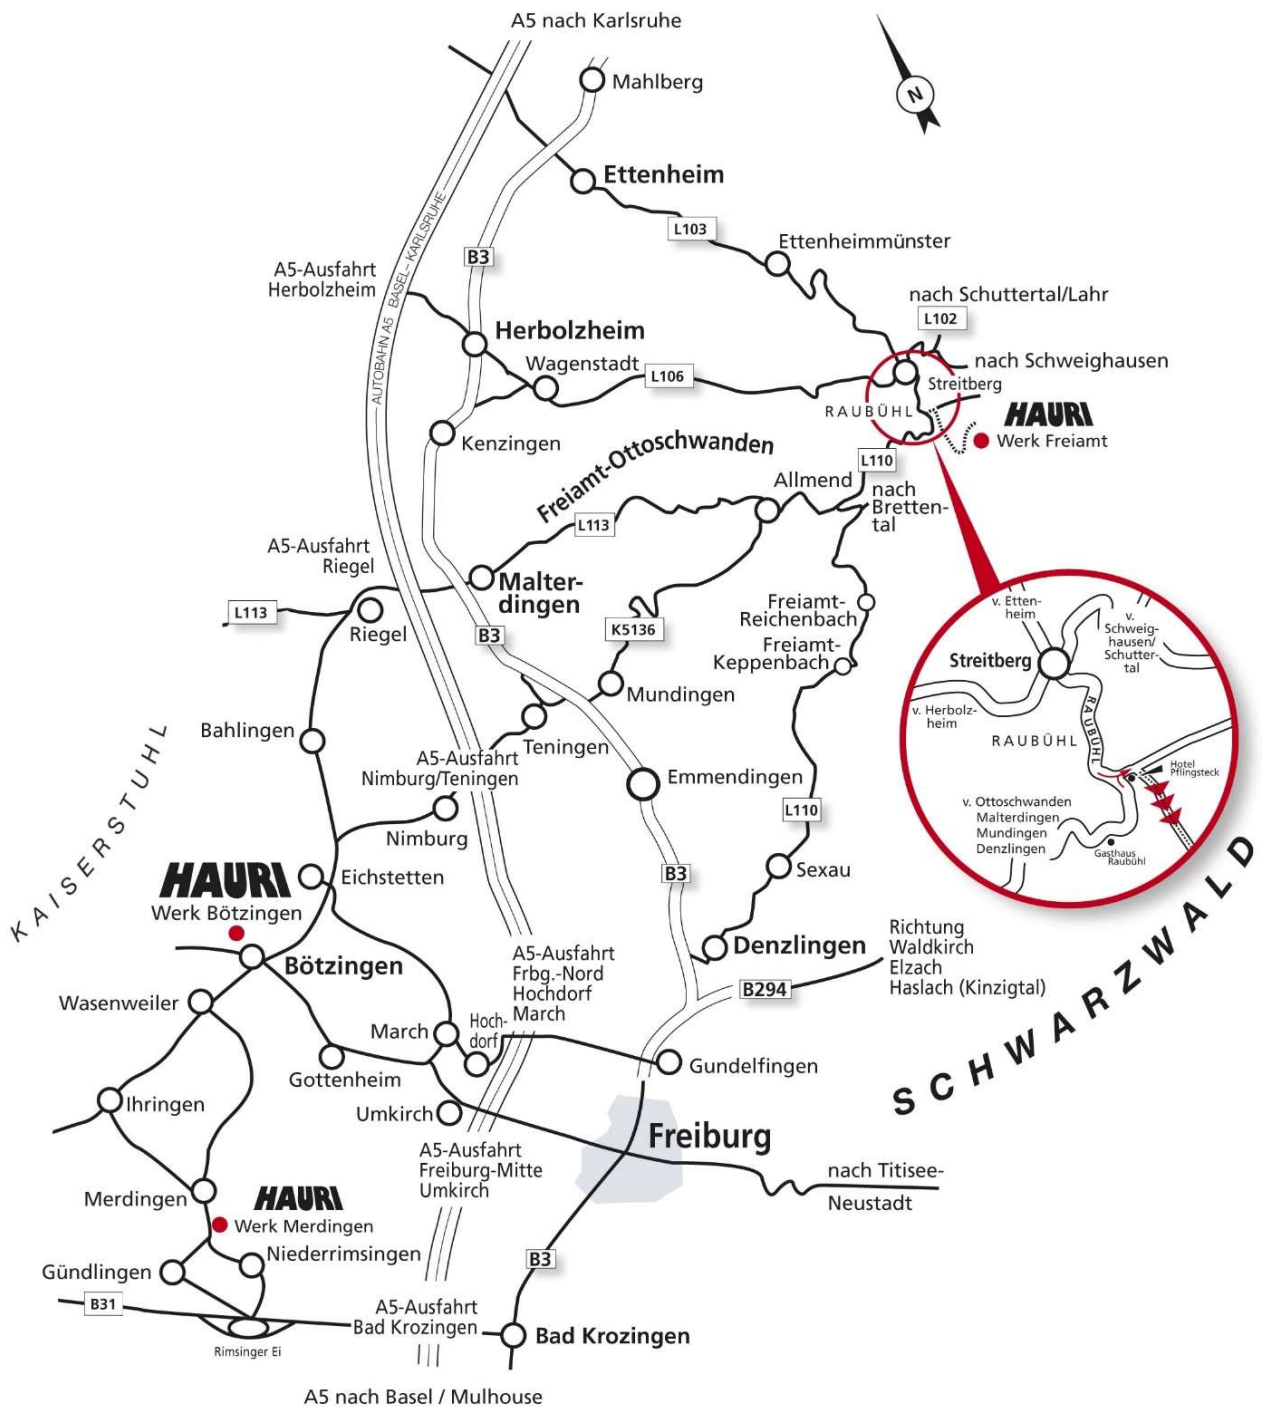 A5 nach Karlsruhe
Mahlberg
N
Ettenheim
L103
Ettenheimmünster
AUTOBAHN A5 BASEL-KARLSRUHE
B3
A5-Ausfahrt
Herbolzheim
nach Schuttertal/Lahr
L102
Herbolzheim
Wagenstadt
L106
nach Schweighausen
Streitberg
RAUBÜHL
HAURI
Werk Freiamt
Kenzingen
Freiamt-Ottoschwanden
L110
Allmend
nach
Bretten-
tal
L113
A5-Ausfahrt
Riegel
Malter-
dingen
L113
Riegel
B3
K5136
Freiamt-
Reichenbach
Freiamt-
Keppenbach
v. Etten-
heim
v.
Schweig-
hausen/
Schutter-
tal
Streitberg
v. Herbolz-
heim
RAUBÜHL
RAUBÜHL
Hotel
Pflingsteck
v. Ottoschwanden
Malterdingen
Mundingen
Denzlingen
Gasthaus
Raubühl
Mundingen
Bahlingen
Teningen
KAISERSTUHL
A5-Ausfahrt
Nimburg/Teningen
Emmendingen
Nimburg
L110
HAURI
Werk Bötzingen
Eichstetten
B3
Sexau
SCHWARZWALD
Bötzingen
Denzlingen
Richtung
Waldkirch
Elzach
Haslach (Kinzigtal)
A5-Ausfahrt
Frbg.-Nord
Hochdorf
March
B294
Wasenweiler
March
Hoch-
dorf
Gottenheim
Gundelfingen
Ihringen
Umkirch
Freiburg
A5-Ausfahrt
Freiburg-Mitte
Umkirch
nach Titisee-
Neustadt
Merdingen
HAURI
Werk Merdingen
Niederrimsingen
Gündlingen
B3
B31
A5-Ausfahrt
Bad Krozingen
Bad Krozingen
Rimsinger Ei
A5 nach Basel / Mulhouse